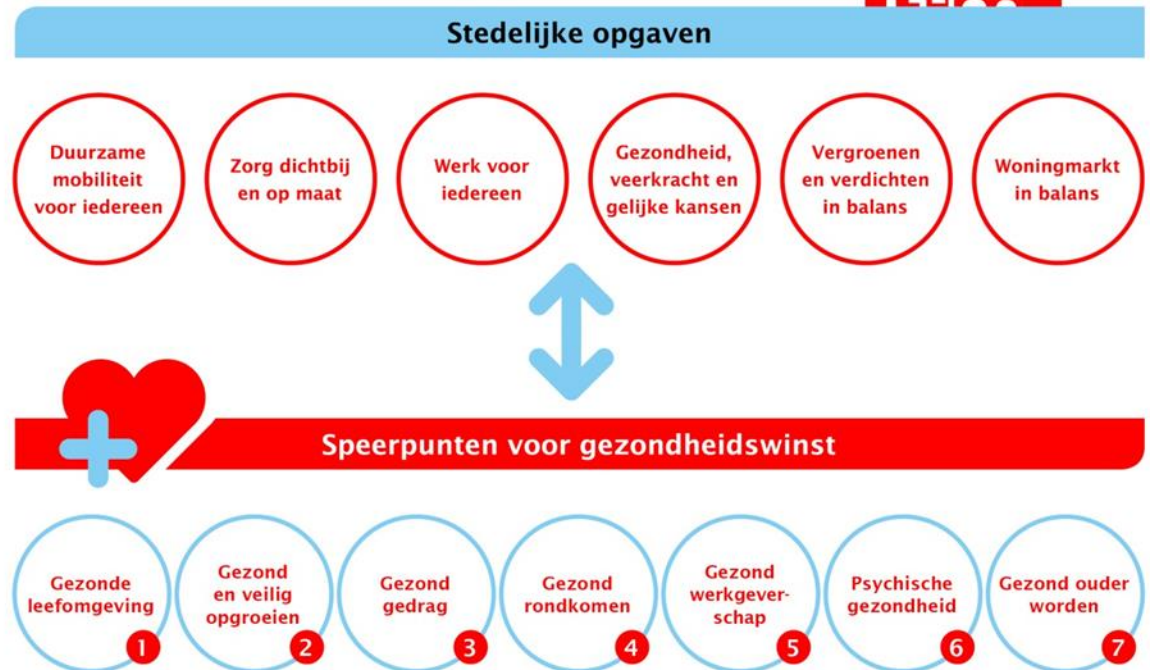 Stedelijke opgaven
Duurzame
mobiliteit
voor iedereen
Zorg dichtbij
en op maat
Werk voor
iedereen
Gezondheid,
veerkracht en
gelijke kansen
Vergroenen
en verdichten
in balans
Woningmarkt
in balans
Speerpunten voor gezondheidswinst
Gezonde
leefomgeving
1
Gezond
en veilig
opgroeien
2
Gezond
gedrag
3
Gezond
rondkomen
4
Gezond
werkgever-
schap
5
Psychische
gezondheid
6
Gezond ouder
worden
7